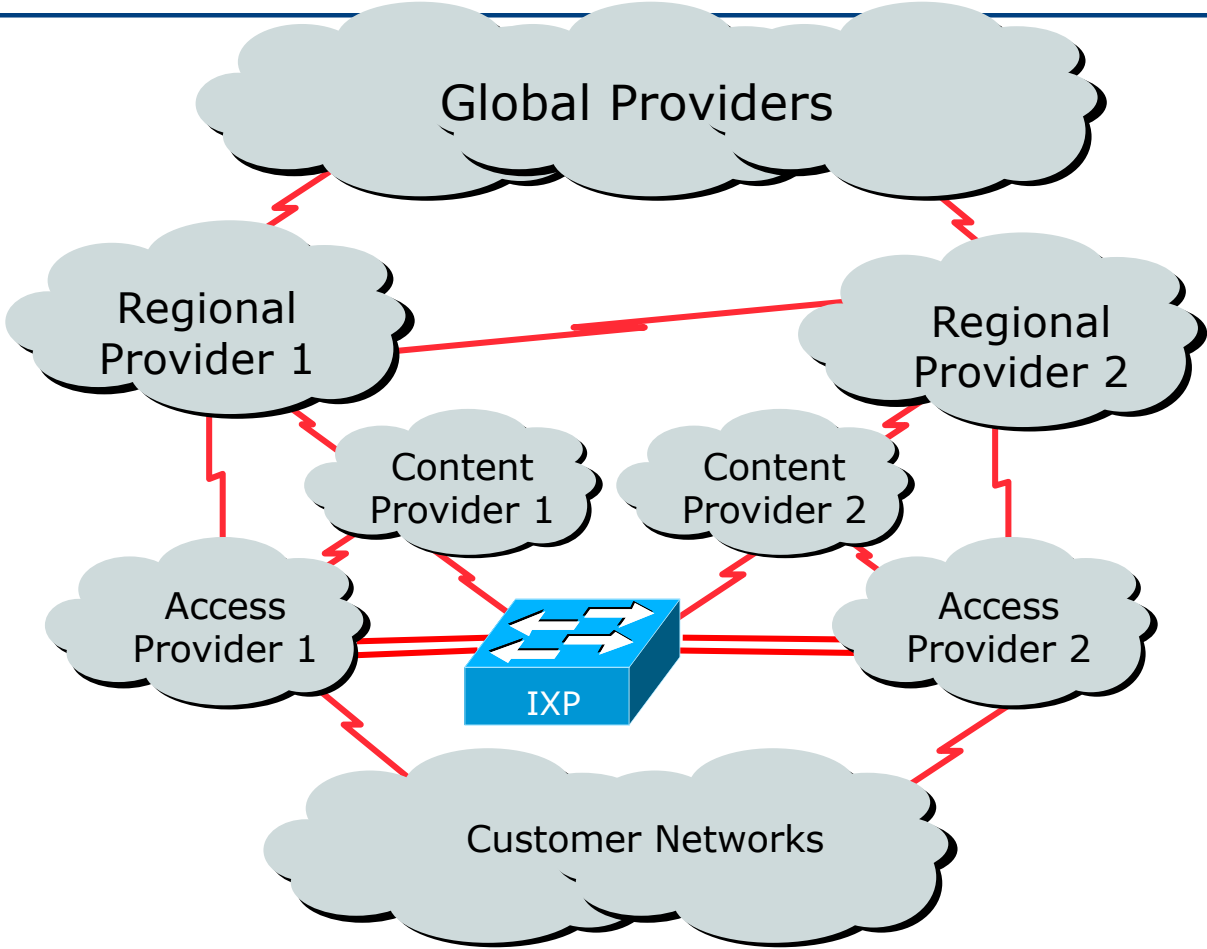 Global Providers
Regional
Provider 1
Regional
Provider 2
Content
Provider 1
Content
Provider 2
Access
Provider 1
Access
Provider 2
IXP
Customer Networks